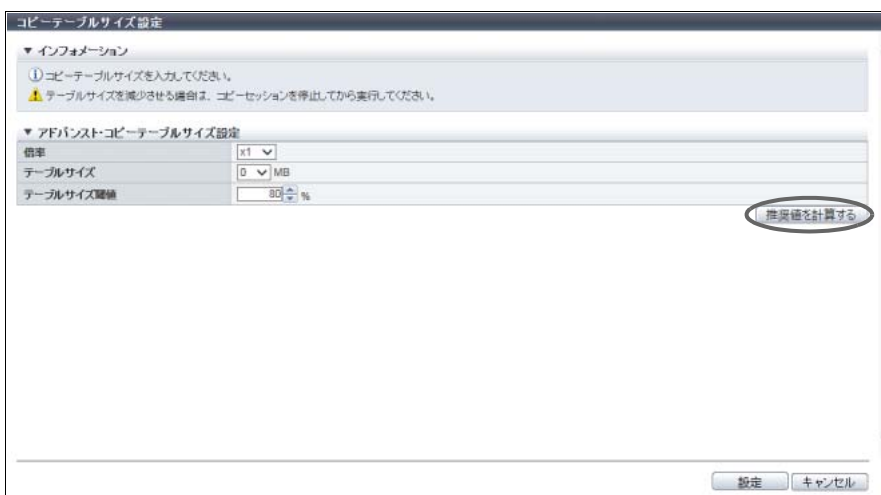 コピーテーブルサイズ設定
▼ インフォメーション
コピーテーブルサイズを入力してください。
テーブルサイズを減少させる場合は、コピーセッションを停止してから実行してください。
▼ アドバンスト・コピーテーブルサイズ設定
倍率 x1
テーブルサイズ 0 MB
テーブルサイズ閾値 80 %
推奨値を計算する
設定 キャンセル